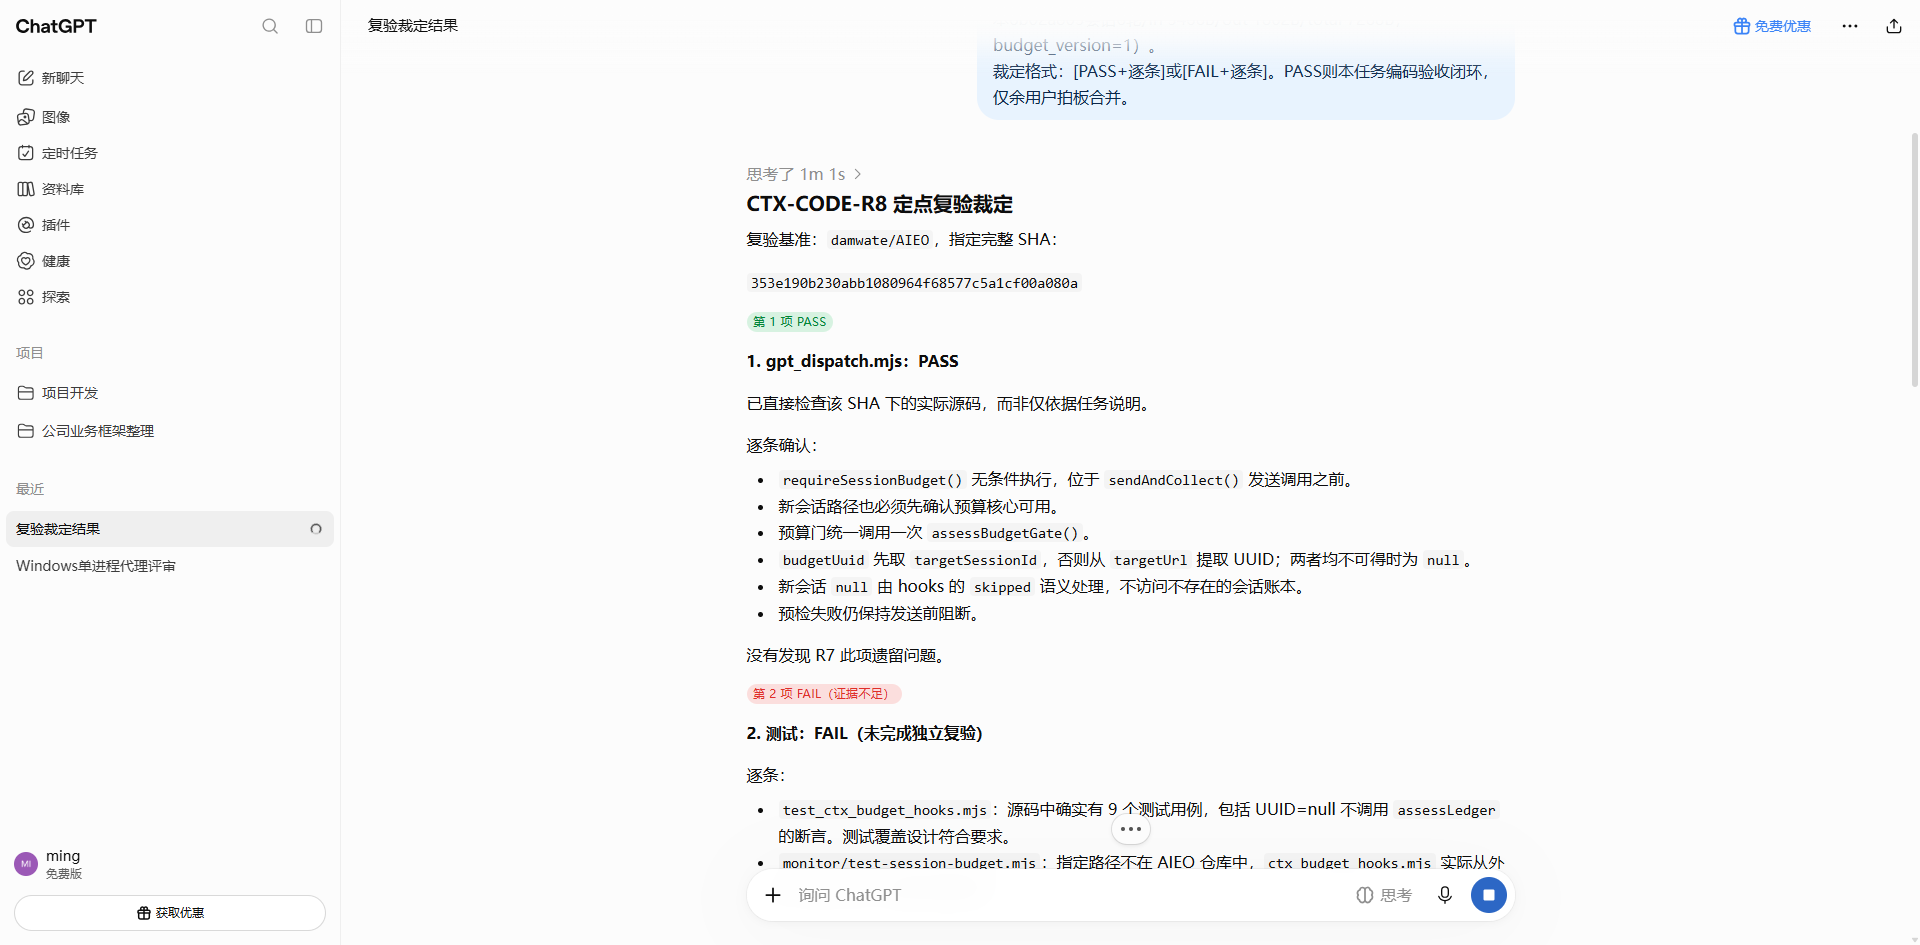 ChatGPT
新聊天
图像
定时任务
资料库
插件
健康
探索
项目
项目开发
公司业务框架整理
最近
复验裁定结果
Windows单进程代理评审
MI
ming
免费版
获取优惠
复验裁定结果
免费优惠
budget_version=1）。
裁定格式：[PASS+逐条]或[FAIL+逐条]。PASS则本任务编码验收闭环，
仅余用户拍板合并。
思考了 1m 1s
CTX-CODE-R8 定点复验裁定
复验基准： damwate/AIEO，指定完整 SHA：
353e190b230abb1080964f68577c5a1cf00a080a
第 1 项 PASS
1. gpt_dispatch.mjs：PASS
已直接检查该 SHA 下的实际源码，而非仅依据任务说明。
逐条确认：
• requireSessionBudget() 无条件执行，位于 sendAndCollect() 发送调用之前。
• 新会话路径也必须先确认预算核心可用。
• 预算门统一调用一次 assessBudgetGate()。
• budgetUuid 先取 targetSessionId，否则从 targetUrl 提取 UUID；两者均不可得时为 null。
• 新会话 null 由 hooks 的 skipped 语义处理，不访问不存在的会话账本。
• 预检失败仍保持发送前阻断。
没有发现 R7 此项遗留问题。
第 2 项 FAIL（证据不足）
2. 测试：FAIL（未完成独立复验）
逐条：
• test_ctx_budget_hooks.mjs：源码中确实有 9 个测试用例，包括 UUID=null 不调用 assessLedger
的断言。测试覆盖设计符合要求。
• monitor/test-session-budget.mjs：指定路径不在 AIEO 仓库中，ctx_budget_hooks.mjs 实际从外
询问 ChatGPT
思考